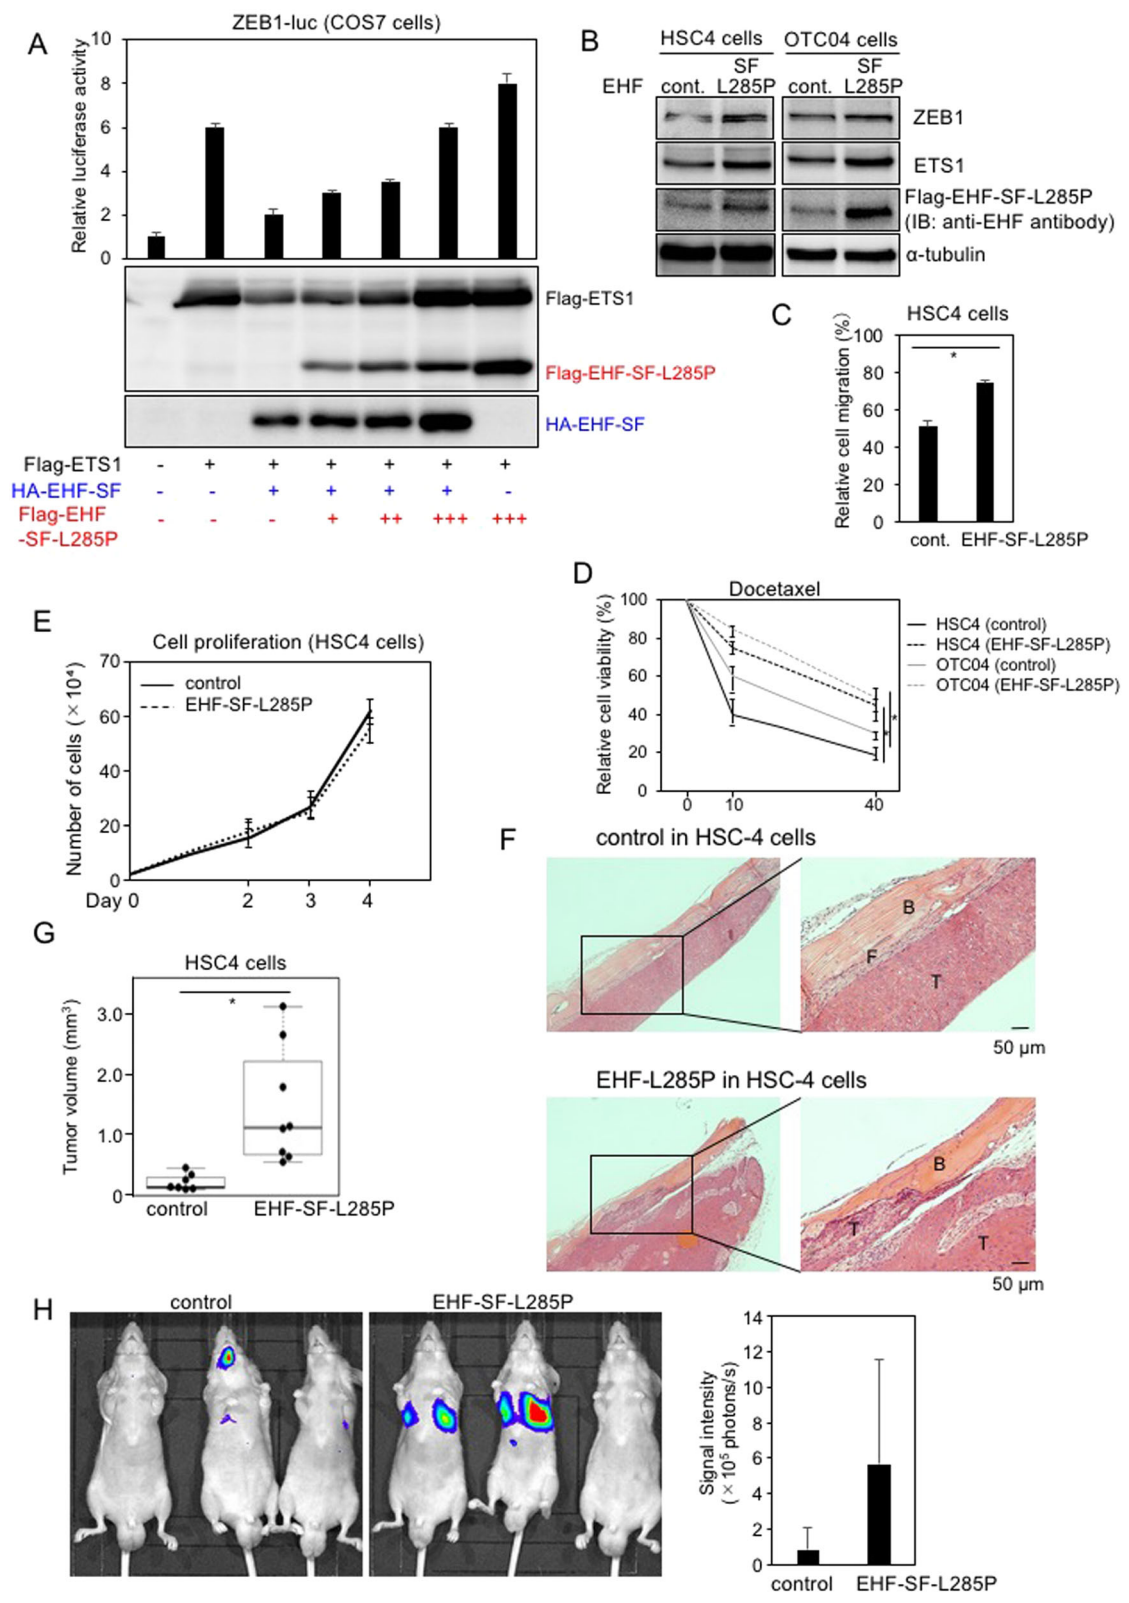 A
ZEB1-luc (COS7 cells)
Relative luciferase activity
10
8
6
4
2
0
Flag-ETS1
Flag-EHF-SF-L285P
HA-EHF-SF
Flag-ETS1 - + + + + + +
HA-EHF-SF - - + + + + -
Flag-EHF - - - + ++ +++ +++
-SF-L285P
B
HSC4 cells OTC04 cells
SF SF
EHF cont. L285P cont. L285P
ZEB1
ETS1
Flag-EHF-SF-L285P
(IB: anti-EHF antibody)
α-tubulin
C
HSC4 cells
Relative cell migration (%)
100
80
60
40
20
0
*
cont. EHF-SF-L285P
D
Docetaxel
Relative cell viability (%)
100
80
60
40
20
0
0 10 40
HSC4 (control)
HSC4 (EHF-SF-L285P)
OTC04 (control)
OTC04 (EHF-SF-L285P)
*
*
E
Cell proliferation (HSC4 cells)
Number of cells (×10⁴)
70
60
40
20
0
control
EHF-SF-L285P
Day 0 2 3 4
F
control in HSC-4 cells
B
F
T
50 μm
EHF-L285P in HSC-4 cells
B
T
T
50 μm
G
HSC4 cells
Tumor volume (mm³)
3.0
2.0
1.0
0
*
control EHF-SF-L285P
H
control EHF-SF-L285P
Signal intensity
(×10⁵ photons/s)
14
12
10
8
6
4
2
0
control EHF-SF-L285P